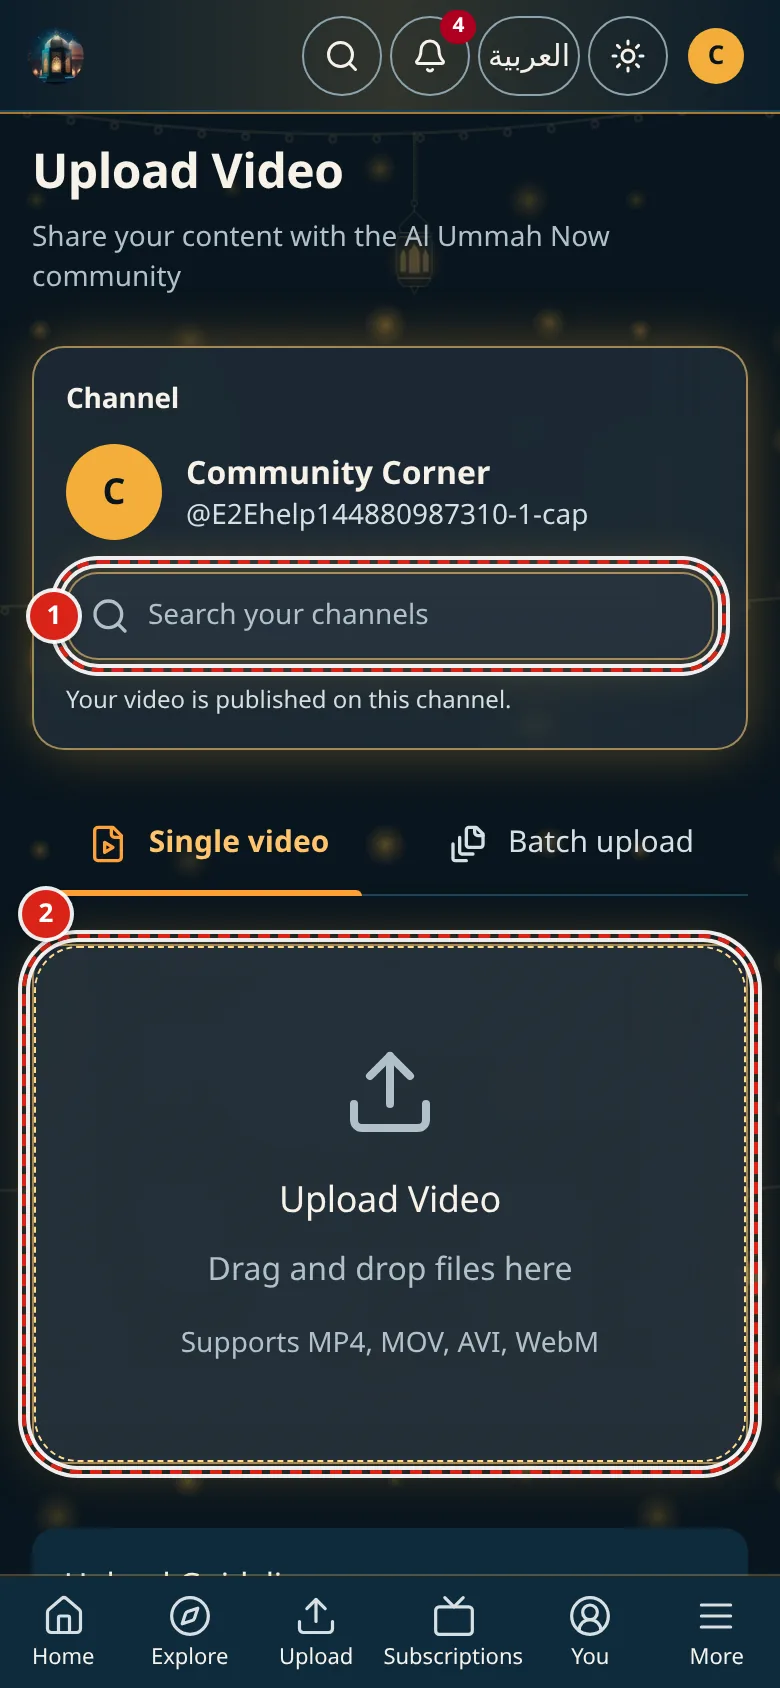 4
العربية
C
Upload Video
Share your content with the Al Ummah Now
community
Channel
C
Community Corner
@E2Ehelp144880987310-1-cap
1
Search your channels
Your video is published on this channel.
Single video
Batch upload
2
Upload Video
Drag and drop files here
Supports MP4, MOV, AVI, WebM
Home
Explore
Upload
Subscriptions
You
More